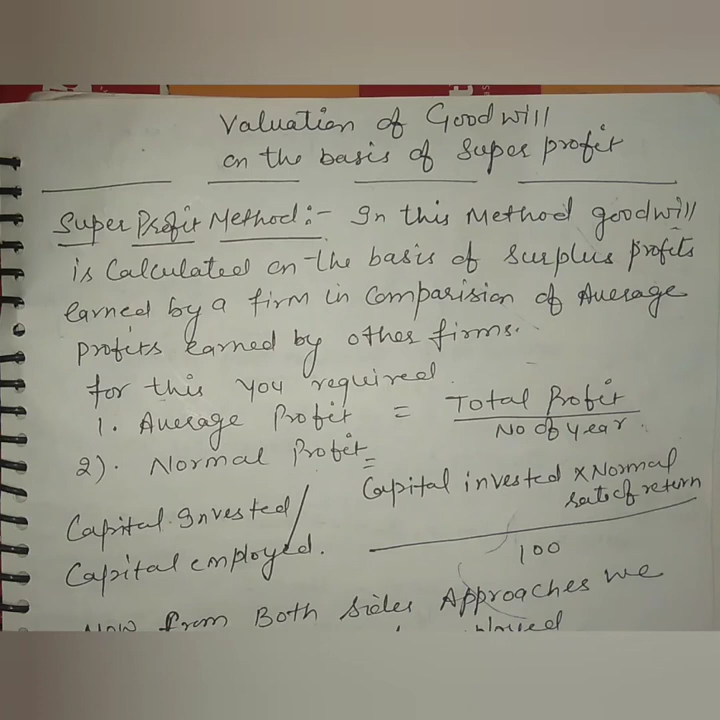 Valuation of Goodwill
on the basis of super profit
Super Profit Method:- In this Method goodwill
is calculated on the basis of surplus profits
earned by a firm in comparision of Average
profits earned by other firms.
for this you required.
1. Average Profit = Total Profit
No of year.
2). Normal Profit =
Capital invested X Normal
rate of return
100
Capital Invested/
Capital employed.
Now from Both sides Approaches we